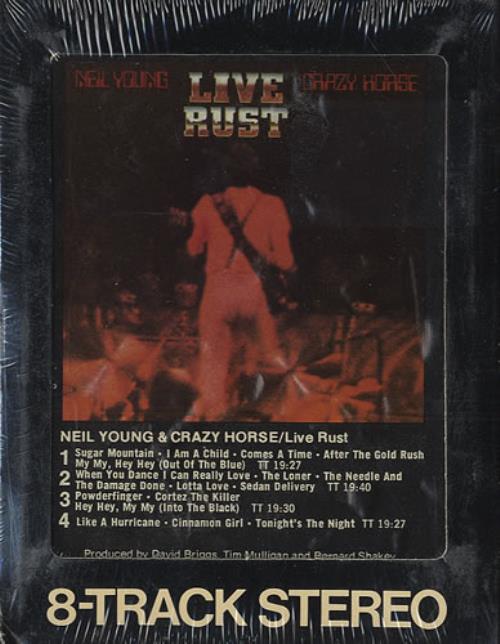 NEIL YOUNG LIVE CRAZY HORSE
RUST
NEIL YOUNG & CRAZY HORSE/Live Rust
1 Sugar Mountain • I Am A Child • Comes A Time • After The Gold Rush
My My, Hey Hey (Out Of The Blue) TT 19:27
2 When You Dance I Can Really Love • The Loner • The Needle And
The Damage Done • Lotta Love • Sedan Delivery TT 19:40
3 Powderfinger • Cortez The Killer
Hey Hey, My My (Into The Black) TT 19:30
4 Like A Hurricane • Cinnamon Girl • Tonight's The Night TT 19:27
Produced by David Briggs, Tim Mulligan and Bernard Shakey
8-TRACK STEREO